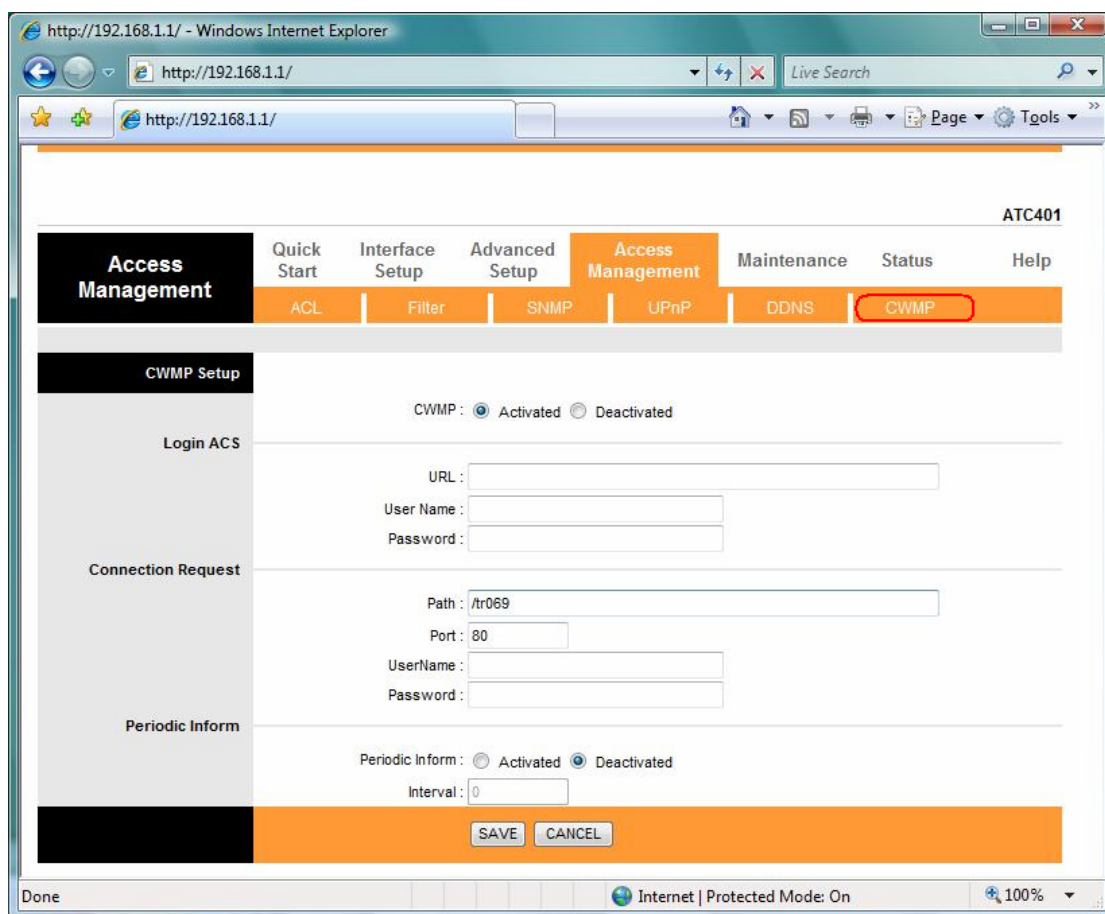 http://192.168.1.1/ - Windows Internet Explorer
http://192.168.1.1/
Live Search
http://192.168.1.1/
Page
Tools
ATC401
Access Management
Quick Start
Interface Setup
Advanced Setup
Access Management
Maintenance
Status
Help
ACL
Filter
SNMP
UPnP
DDNS
CWMP
CWMP Setup
CWMP : Activated Deactivated
Login ACS
URL :
User Name :
Password :
Connection Request
Path : /tr069
Port : 80
UserName :
Password :
Periodic Inform
Periodic Inform : Activated Deactivated
Interval : 0
SAVE CANCEL
Done
Internet | Protected Mode: On
100%